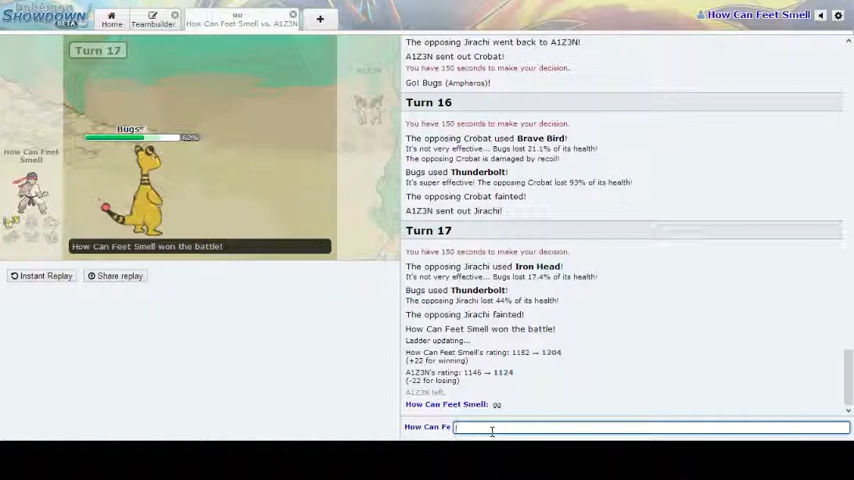 Pokémon
SHOWDOWN
BETA
Home
Teambuilder
How Can Feet Smell vs. A1Z3N
+
How Can Feet Smell
Turn 17
How Can Feet
Smell
Bugs
How Can Feet Smell won the battle!
Instant Replay
Share replay
The opposing Jirachi went back to A1Z3N!
A1Z3N sent out Crobat!
You have 150 seconds to make your decision.
Go! Bugs (Ampharos)!
Turn 16
You have 150 seconds to make your decision.
The opposing Crobat used Brave Bird!
It's not very effective... Bugs lost 21.1% of its health!
The opposing Crobat is damaged by recoil!
Bugs used Thunderbolt!
It's super effective! The opposing Crobat lost 93% of its health!
The opposing Crobat fainted!
A1Z3N sent out Jirachi!
Turn 17
You have 150 seconds to make your decision.
The opposing Jirachi used Iron Head!
It's not very effective... Bugs lost 17.4% of its health!
Bugs used Thunderbolt!
The opposing Jirachi lost 44% of its health!
The opposing Jirachi fainted!
How Can Feet Smell won the battle!
Ladder updating...
How Can Feet Smell's rating: 1182 → 1204
(+22 for winning)
A1Z3N's rating: 1146 → 1124
(-22 for losing)
A1Z3N left.
How Can Feet Smell: gg
How Can Fe